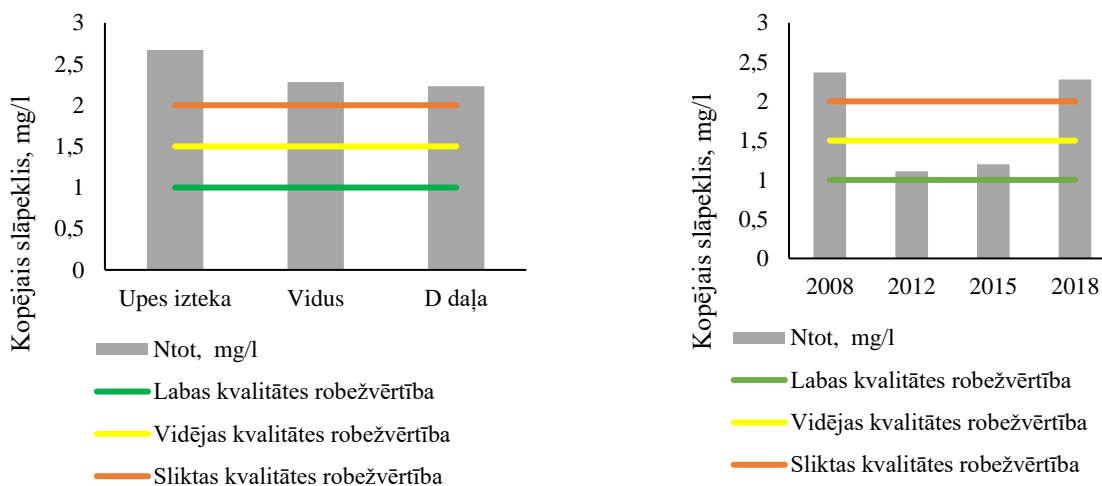 Kopējais slāpeklis, mg/l
3
2,5
2
1,5
1
0,5
0
Upes izteka Vidus D daļa
Ntot, mg/l
Labas kvalitātes robežvērtība
Vidējas kvalitātes robežvērtība
Sliktas kvalitātes robežvērtība
Kopējais slāpeklis, mg/l
3
2,5
2
1,5
1
0,5
0
2008 2012 2015 2018
Ntot, mg/l
Labas kvalitātes robežvērtība
Vidējas kvalitātes robežvērtība
Sliktas kvalitātes robežvērtība